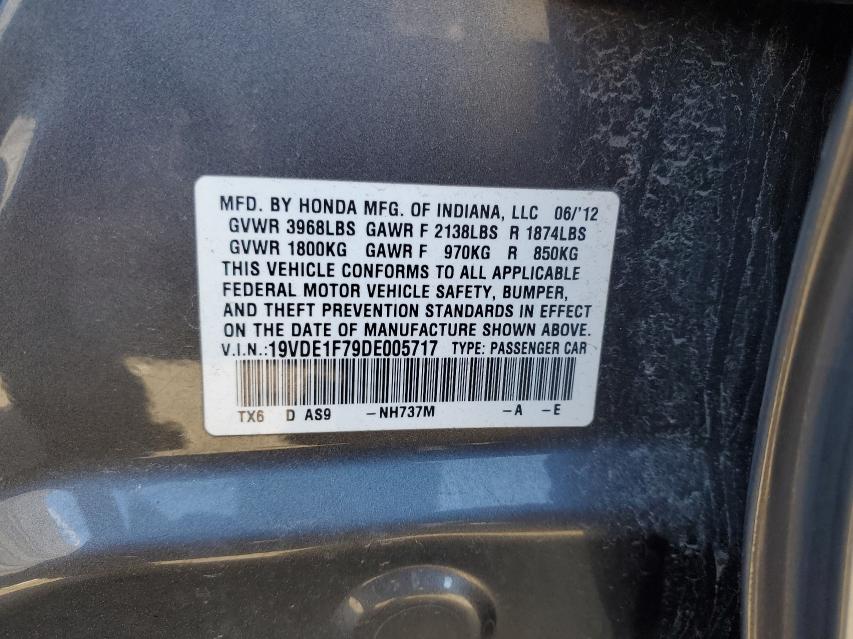 MFD. BY HONDA MFG. OF INDIANA, LLC 06/'12
GVWR 3968LBS GAWR F 2138LBS R 1874LBS
GVWR 1800KG GAWR F 970KG R 850KG
THIS VEHICLE CONFORMS TO ALL APPLICABLE
FEDERAL MOTOR VEHICLE SAFETY, BUMPER,
AND THEFT PREVENTION STANDARDS IN EFFECT
ON THE DATE OF MANUFACTURE SHOWN ABOVE.
V.I.N.:19VDE1F79DE005717 TYPE: PASSENGER CAR
TX6 D AS9 -NH737M -A -E